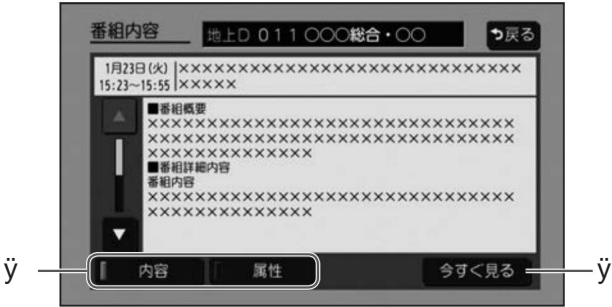 番組内容 地上D 011 ○○○総合・○○ 戻る
1月23日(火) ××××××××××××××××××××××××××××
15:23~15:55 ×××××
■番組概要
××××××××××××××××××××××××××××××
××××××××××××××××××××××××××××××
××××××××××××××
■番組詳細内容
番組内容
××××××××××××××××××××××××××××××
××××××××××××××
ÿ 内容 属性 今すぐ見る ÿ